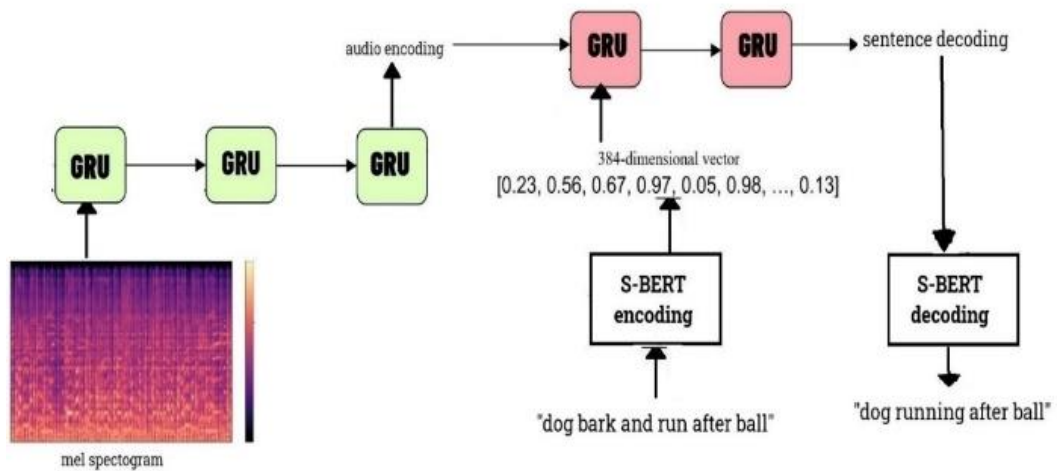 audio encoding
GRU
GRU
sentence decoding
GRU
GRU
GRU
384-dimensional vector
[0.23, 0.56, 0.67, 0.97, 0.05, 0.98, ..., 0.13]
S-BERT
encoding
S-BERT
decoding
"dog bark and run after ball"
"dog running after ball"
mel spectogram